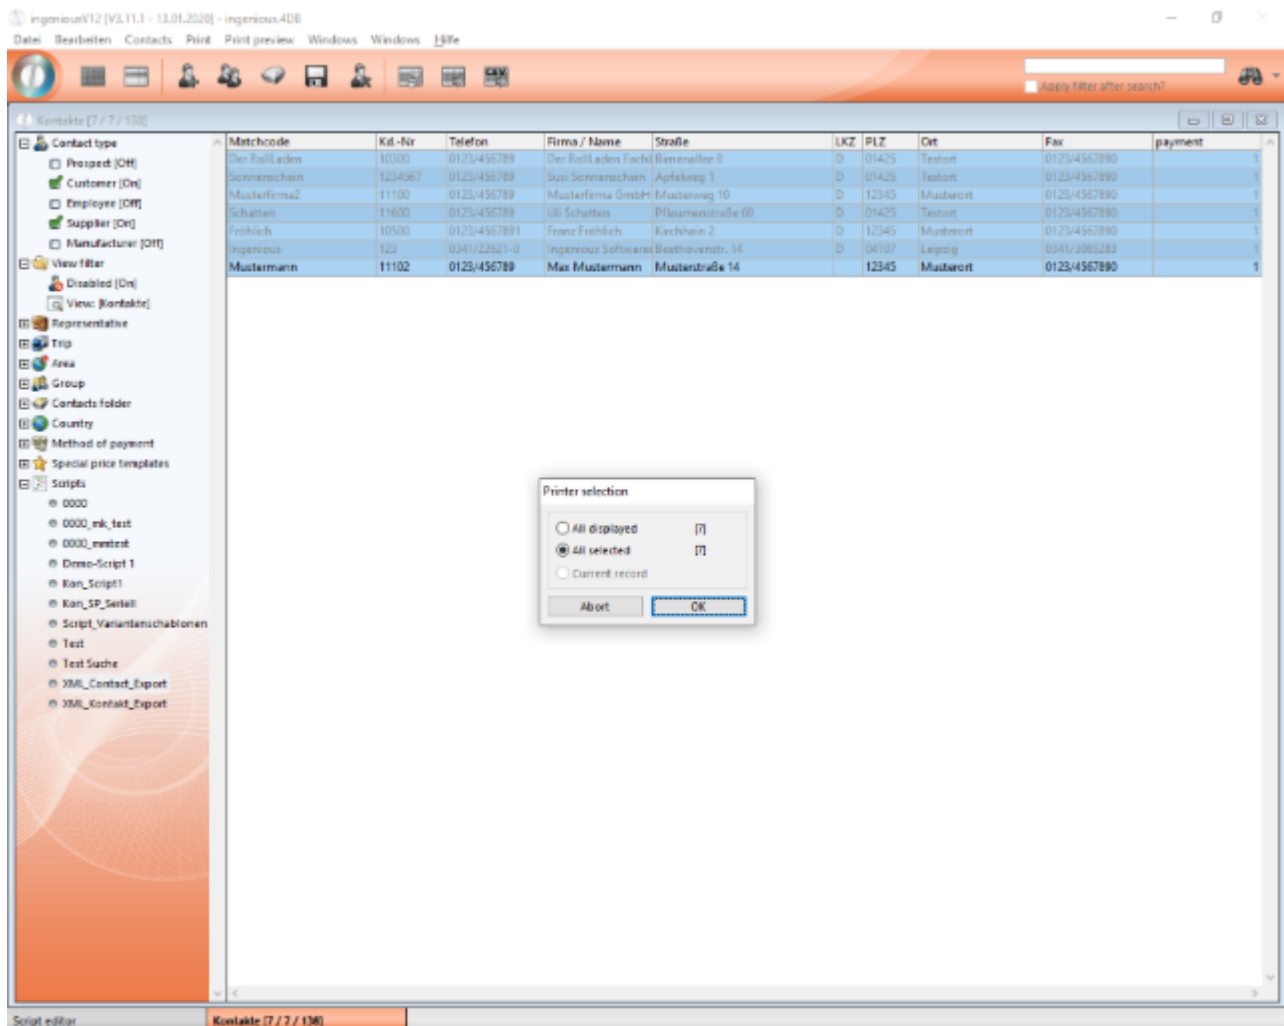 ingeniousV12 [V3.11.1 - 13.01.2020] - ingenious.4DB
Datei Bearbeiten Contacts Print Print preview Windows Windows Hilfe
Apply filter after search?
Kontakte [7 / 7 / 138]
Contact type
Prospect [Off]
Customer [On]
Employee [Off]
Supplier [On]
Manufacturer [Off]
View filter
Disabled [On]
View: [Kontakte]
Representative
Trip
Area
Group
Contacts folder
Country
Method of payment
Special price templates
Scripts
0000
0000_mk_test
0000_mmtest
Demo-Script 1
Kon_Script1
Kon_SP_Seriell
Script_Variantenschablonen
Test
Test Suche
XML_Contact_Export
XML_Kontakt_Export
Matchcode Kd.-Nr Telefon Firma / Name Straße LKZ PLZ Ort Fax payment
Der RollLaden 10300 0123/456789 Der RollLaden Fachl Birnenallee 8 D 01425 Testort 0123/4567890 1
Sonnenschein 1234567 0123/456789 Susi Sonnenschein Apfelweg 1 D 01425 Testort 0123/4567890 1
Musterfirma2 11100 0123/456789 Musterfirma GmbH Musterweg 10 D 12345 Musterort 0123/4567890 1
Schatten 11600 0123/456789 Uli Schatten Pflaumenstraße 60 D 01425 Testort 0123/4567890 1
Fröhlich 10500 0123/4567891 Franz Fröhlich Kirchhain 2 D 12345 Musterort 0123/4567890 1
Ingenious 123 0341/22621-0 Ingenious Softwares Beethovenstr. 14 D 04107 Leipzig 0341/3085283 1
Mustermann 11102 0123/456789 Max Mustermann Musterstraße 14 12345 Musterort 0123/4567890 1
Printer selection
All displayed [7]
All selected [7]
Current record
Abort OK
Script editor Kontakte [7 / 7 / 138]